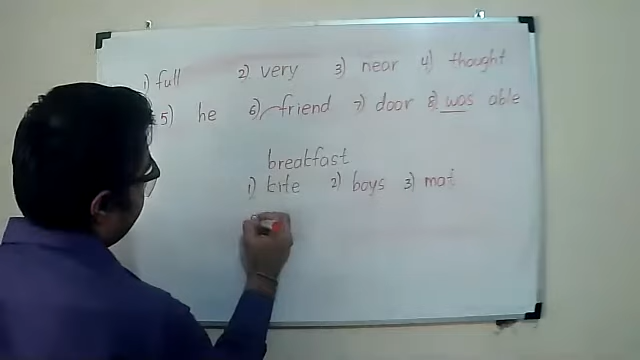 1) full 2) very 3) near 4) thought
5) he 6) friend 7) door 8) was able
breakfast
1) kite 2) boys 3) mat